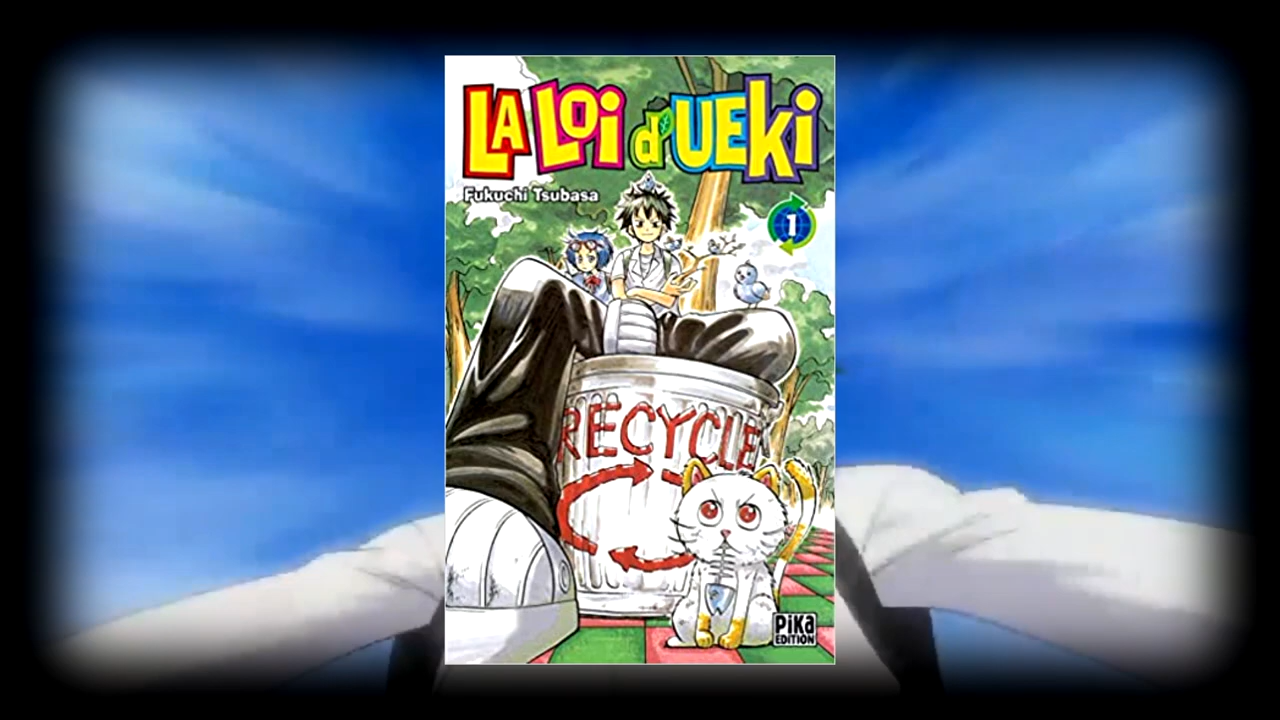 LA LOi d'UEKi
Fukuchi Tsubasa
1
RECYCLE
PiKa
EDITION